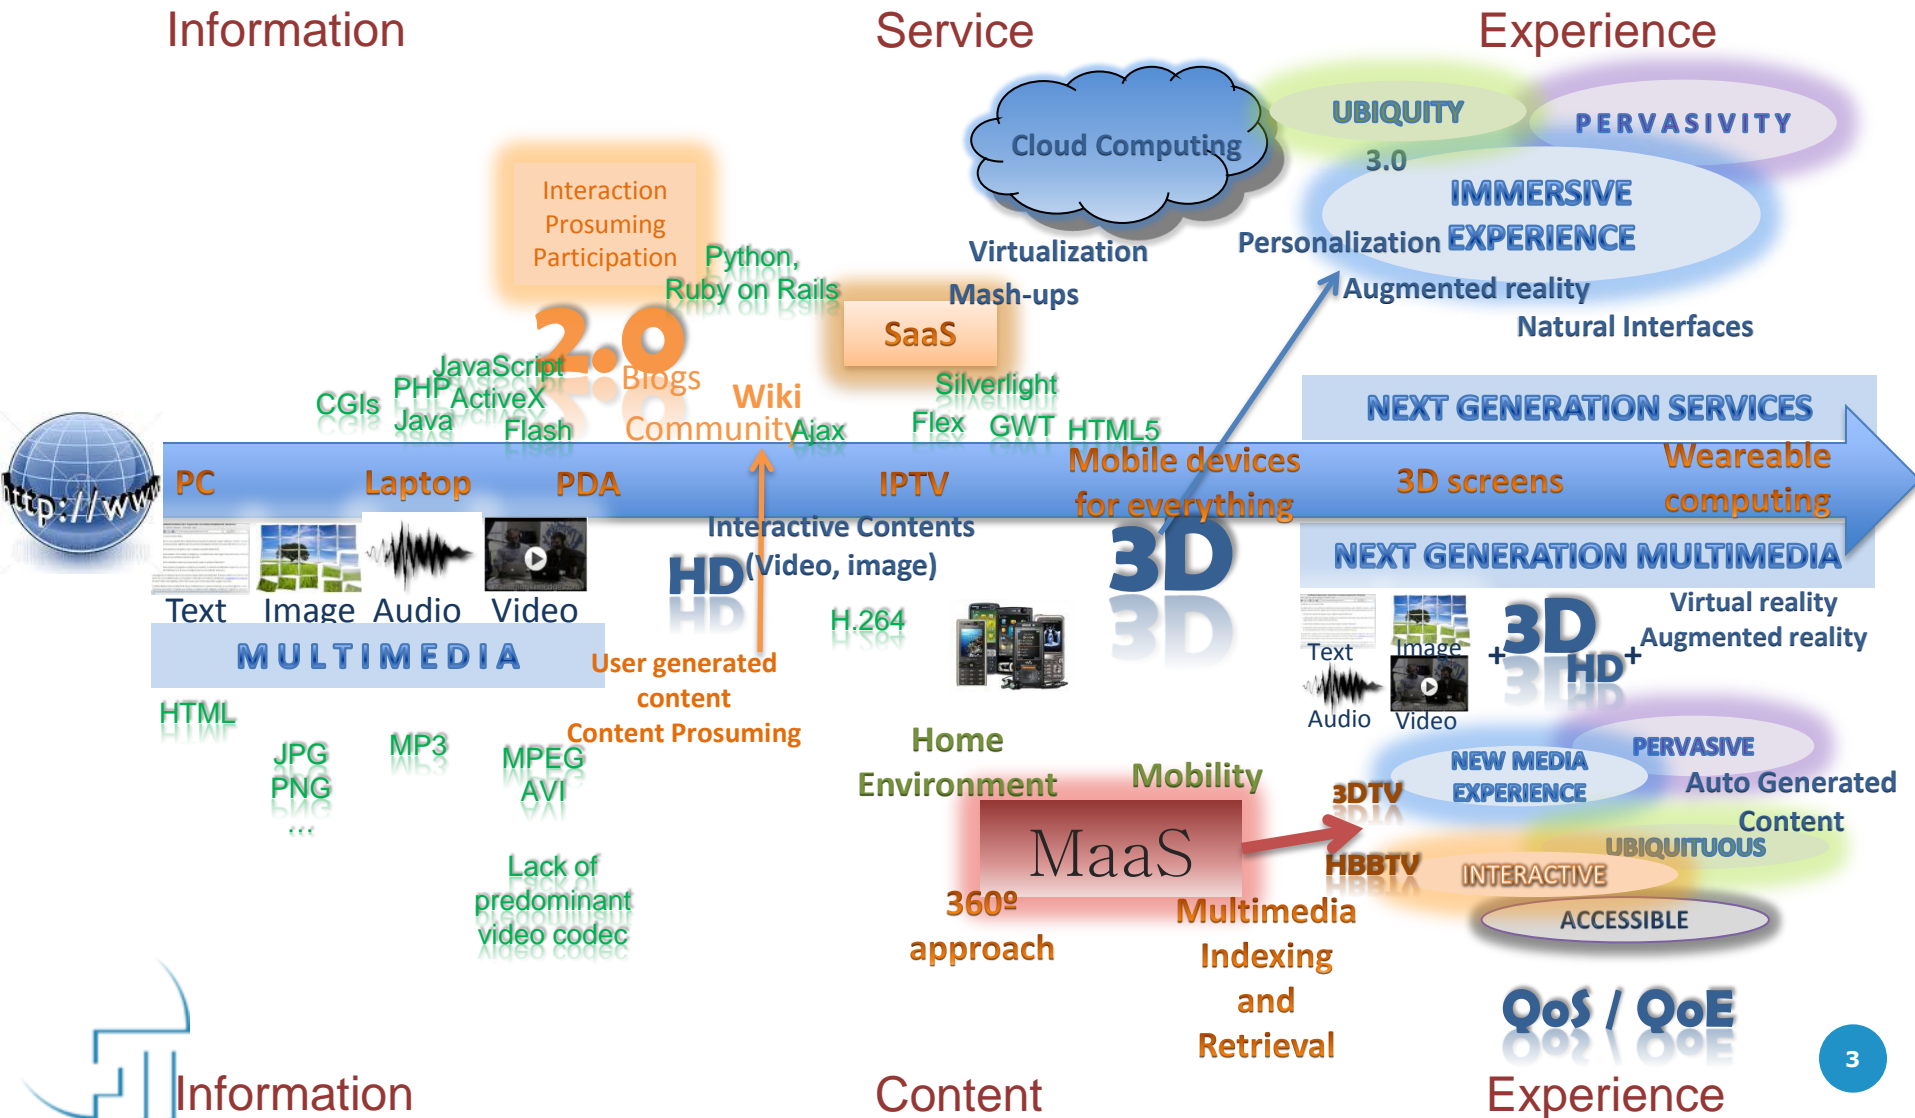 Information
Service
Experience
UBIQUITY
PERVASIVITY
3.0
Cloud Computing
IMMERSIVE
EXPERIENCE
Interaction
Prosuming
Participation
Python,
Ruby on Rails
Virtualization
Mash-ups
Personalization
Augmented reality
Natural Interfaces
2.0
SaaS
JavaScript
PHP
ActiveX
CGIs
Java
Flash
Blogs
Wiki
Community
Ajax
Silverlight
Flex
GWT
HTML5
NEXT GENERATION SERVICES
http://www
PC
Laptop
PDA
IPTV
Mobile devices
for everything
3D screens
Weareable
computing
Interactive Contents
(Video, image)
HD
3D
NEXT GENERATION MULTIMEDIA
Text
Image
Audio
Video
MULTIMEDIA
H.264
User generated
content
Content Prosuming
Text
Image
Audio
Video
+
3D
HD
+
Virtual reality
Augmented reality
HTML
JPG
PNG
...
MP3
MPEG
AVI
Lack of
predominant
video codec
Home
Environment
Mobility
MaaS
360º
approach
Multimedia
Indexing
and
Retrieval
3DTV
HBBTV
NEW MEDIA
EXPERIENCE
PERVASIVE
Auto Generated
Content
UBIQUITUOUS
INTERACTIVE
ACCESSIBLE
QoS / QoE
3
Information
Content
Experience